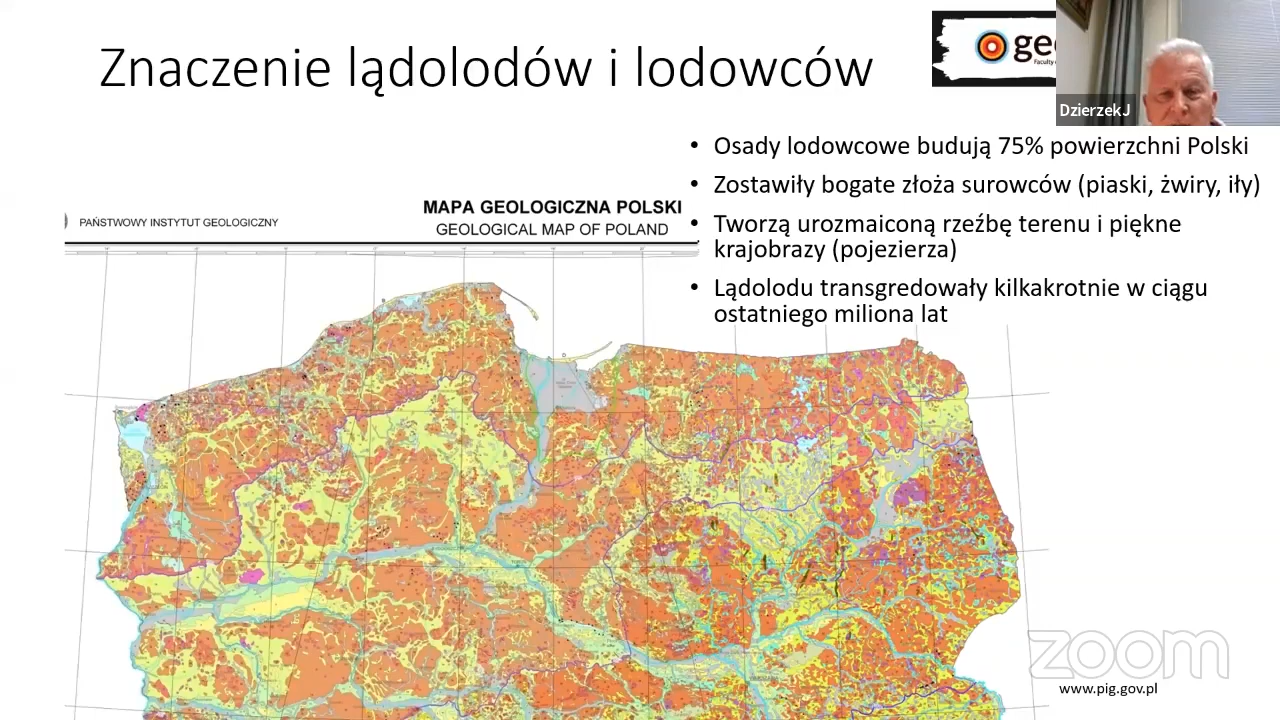 Znaczenie lądolodów i lodowców
geo
Faculty
DzierzekJ
• Osady lodowcowe budują 75% powierzchni Polski
• Zostawiły bogate złoża surowców (piaski, żwiry, iły)
• Tworzą urozmaiconą rzeźbę terenu i piękne
krajobrazy (pojezierza)
• Lądolodu transgredowały kilkakrotnie w ciągu
ostatniego miliona lat
PAŃSTWOWY INSTYTUT GEOLOGICZNY
MAPA GEOLOGICZNA POLSKI
GEOLOGICAL MAP OF POLAND
zoom
www.pig.gov.pl